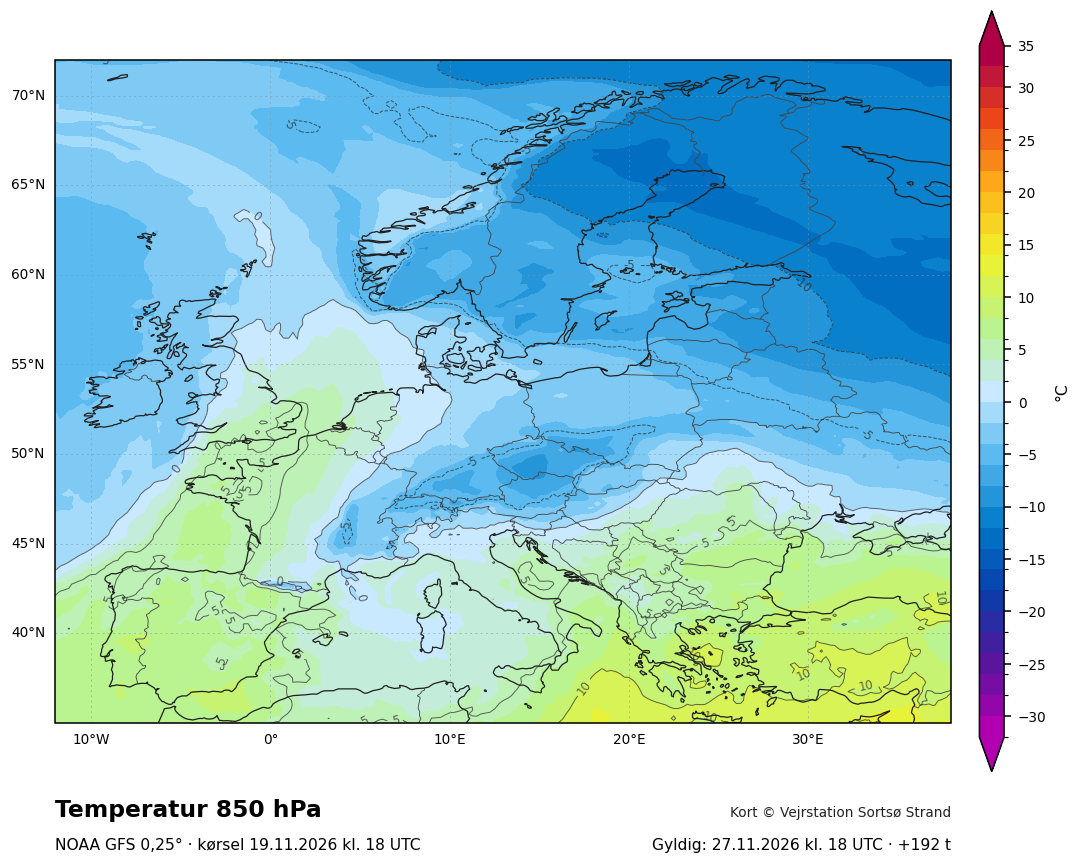 70°N
65°N
60°N
55°N
50°N
45°N
40°N
10°W
0°
10°E
20°E
30°E
35
30
25
20
15
10
5
0
−5
−10
−15
−20
−25
−30
°C
Temperatur 850 hPa
Kort © Vejrstation Sortsø Strand
NOAA GFS 0,25° · kørsel 19.11.2026 kl. 18 UTC
Gyldig: 27.11.2026 kl. 18 UTC · +192 t